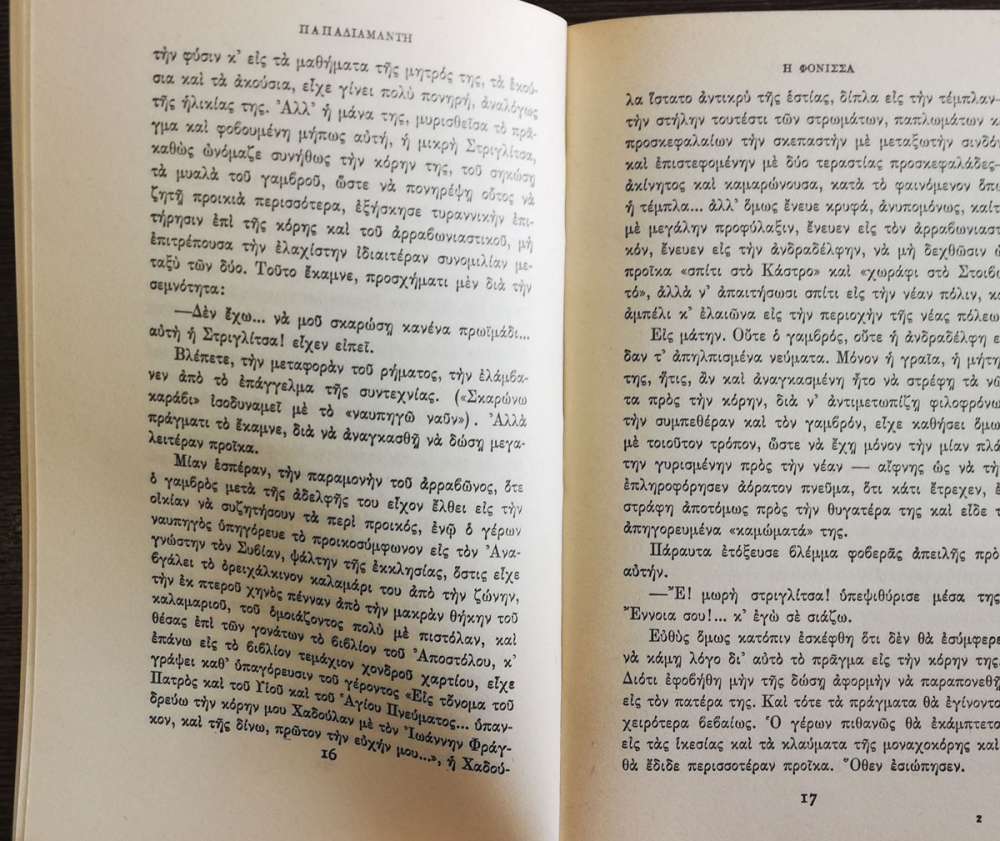 ΠΑΠΑΔΙΑΜΑΝΤΗ
τὴν φύσιν κ’ εἰς τὰ μαθήματα τῆς μητρός της, τὰ ἑκού-
σια καὶ τὰ ἀκούσια, εἶχε γίνει πολὺ πονηρή, ἀναλόγως
τῆς ἡλικίας της. Ἀλλ’ ἡ μάνα της, μυρισθεῖσα τὸ πρᾶ-
γμα καὶ φοβουμένη μήπως αὐτή, ἡ μικρὴ Στριγλίτσα,
καθὼς ὠνόμαζε συνήθως τὴν κόρην της, τοῦ σηκώση
τὰ μυαλὰ τοῦ γαμβροῦ, ὥστε νὰ πονηρέψῃ οὗτος νὰ
ζητῇ προικιὰ περισσότερα, ἐξήσκησε τυραννικὴν ἐπι-
τήρησιν ἐπὶ τῆς κόρης καὶ τοῦ ἀρραβωνιαστικοῦ, μὴ
ἐπιτρέπουσα τὴν ἐλαχίστην ἰδιαιτέραν συνομιλίαν με-
ταξὺ τῶν δύο. Τοῦτο ἔκαμνε, προσχήματι μὲν διὰ τὴν
σεμνότητα:
—Δὲν ἔχω... νὰ μοῦ σκαρώσῃ κανένα πρωϊμάδι...
αὐτὴ ἡ Στριγλίτσα! εἶχεν εἰπεῖ.
Βλέπετε, τὴν μεταφορὰν τοῦ ρήματος, τὴν ἐλάμβα-
νεν ἀπὸ τὸ ἐπάγγελμα τῆς συντεχνίας. («Σκαρώνω
καράβι» ἰσοδυναμεῖ μὲ τὸ «ναυπηγῶ ναῦν»). Ἀλλὰ
πράγματι τὸ ἔκαμνε, διὰ νὰ ἀναγκασθῇ νὰ δώσῃ μεγα-
λειτέραν προῖκα.
Μίαν ἑσπέραν, τὴν παραμονὴν τοῦ ἀρραβῶνος, ὅτε
ὁ γαμβρὸς μετὰ τῆς ἀδελφῆς του εἶχον ἔλθει εἰς τὴν
οἰκίαν νὰ συζητήσουν τὰ περὶ προικός, ἐνῷ ὁ γέρων
ναυπηγὸς ὑπηγόρευε τὸ προικοσύμφωνον εἰς τὸν Ἀνα-
γνώστην τὸν Συβίαν, ψάλτην τῆς ἐκκλησίας, ὅστις εἶχε
βγάλει τὸ ὀρειχάλκινον καλαμάρι του ἀπὸ τὴν ζώνην,
τὴν ἐκ πτεροῦ χηνὸς πένναν ἀπὸ τὴν μακρὰν θήκην τοῦ
καλαμαριοῦ, τοῦ ὁμοιάζοντος πολὺ μὲ πιστόλαν, καὶ
θέσας ἐπὶ τῶν γονάτων τὸ βιβλίον τοῦ Ἀποστόλου, κ’
ἐπάνω εἰς τὸ βιβλίον τεμάχιον χονδροῦ χαρτίου, εἶχε
γράψει καθ’ ὑπαγόρευσιν τοῦ γέροντος «Εἰς τὄνομα τοῦ
Πατρὸς καὶ τοῦ Υἱοῦ καὶ τοῦ Ἁγίου Πνεύματος... ὑπαν-
δρεύω τὴν κόρην μου Χαδούλαν μὲ τὸν Ἰωάννην Φράγ-
κον, καὶ τῆς δίνω, πρῶτον τὴν εὐχήν μου...», ἡ Χαδού-
16
Η ΦΟΝΙΣΣΑ
λα ἵστατο ἀντικρὺ τῆς ἑστίας, δίπλα εἰς τὴν τέμπλαν-
τὴν στήλην τουτέστι τῶν στρωμάτων, παπλωμάτων κ
προσκεφαλαίων τὴν σκεπαστὴν μὲ μεταξωτὴν σινδό
καὶ ἐπιστεφομένην μὲ δύο τεραστίας προσκεφαλάδες-
ἀκίνητος καὶ καμαρώνουσα, κατὰ τὸ φαινόμενον ὅπ
ἡ τέμπλα... ἀλλ’ ὅμως ἔνευε κρυφά, ἀνυπομόνως, καίτ
μὲ μεγάλην προφύλαξιν, ἔνευεν εἰς τὸν ἀρραβωνιαστ
κόν, ἔνευεν εἰς τὴν ἀνδραδέλφην, νὰ μὴ δεχθῶσιν ὡ
προῖκα «σπίτι στὸ Κάστρο» καὶ «χωράφι στὸ Στοιβω
τό», ἀλλὰ ν’ ἀπαιτήσωσι σπίτι εἰς τὴν νέαν πόλιν, κα
ἀμπέλι κ’ ἐλαιῶνα εἰς τὴν περιοχὴν τῆς νέας πόλεω
Εἰς μάτην. Οὔτε ὁ γαμβρός, οὔτε ἡ ἀνδραδέλφη ε
δαν τ’ ἀπηλπισμένα νεύματα. Μόνον ἡ γραῖα, ἡ μήτη
της, ἥτις, ἂν καὶ ἀναγκασμένη ἦτο νὰ στρέφῃ τὰ νῶ
τα πρὸς τὴν κόρην, διὰ ν’ ἀντιμετωπίζῃ φιλοφρόνω
τὴν συμπεθέραν καὶ τὸν γαμβρόν, εἶχε καθήσει ὅμω
μὲ τοιοῦτον τρόπον, ὥστε νὰ ἔχῃ μόνον τὴν μίαν πλά
την γυρισμένην πρὸς τὴν νέαν — αἴφνης ὡς νὰ τὴ
ἐπληροφόρησεν ἀόρατον πνεῦμα, ὅτι κάτι ἔτρεχεν, ἐ
στράφη ἀποτόμως πρὸς τὴν θυγατέρα της καὶ εἶδε τ
ἀπηγορευμένα «καμώματά» της.
Πάραυτα ἐτόξευσε βλέμμα φοβερᾶς ἀπειλῆς πρὸ
αὐτήν.
—Ἔ! μωρὴ στριγλίτσα! ὑπεψιθύρισε μέσα της
Ἔννοια σου!... κ’ ἐγὼ σὲ σιάζω.
Εὐθὺς ὅμως κατόπιν ἐσκέφθη ὅτι δὲν θὰ ἐσύμφερε
νὰ κάμῃ λόγο δι’ αὐτὸ τὸ πρᾶγμα εἰς τὴν κόρην της
Διότι ἐφοβήθη μὴν τῆς δώσῃ ἀφορμὴν νὰ παραπονεθῇ
εἰς τὸν πατέρα της. Καὶ τότε τὰ πράγματα θὰ ἐγίνοντο
χειρότερα βεβαίως. Ὁ γέρων πιθανῶς θὰ ἐκάμπτετο
εἰς τὰς ἱκεσίας καὶ τὰ κλαύματα τῆς μοναχοκόρης καὶ
θὰ ἔδιδε περισσοτέραν προῖκα. Ὅθεν ἐσιώπησεν.
17
2